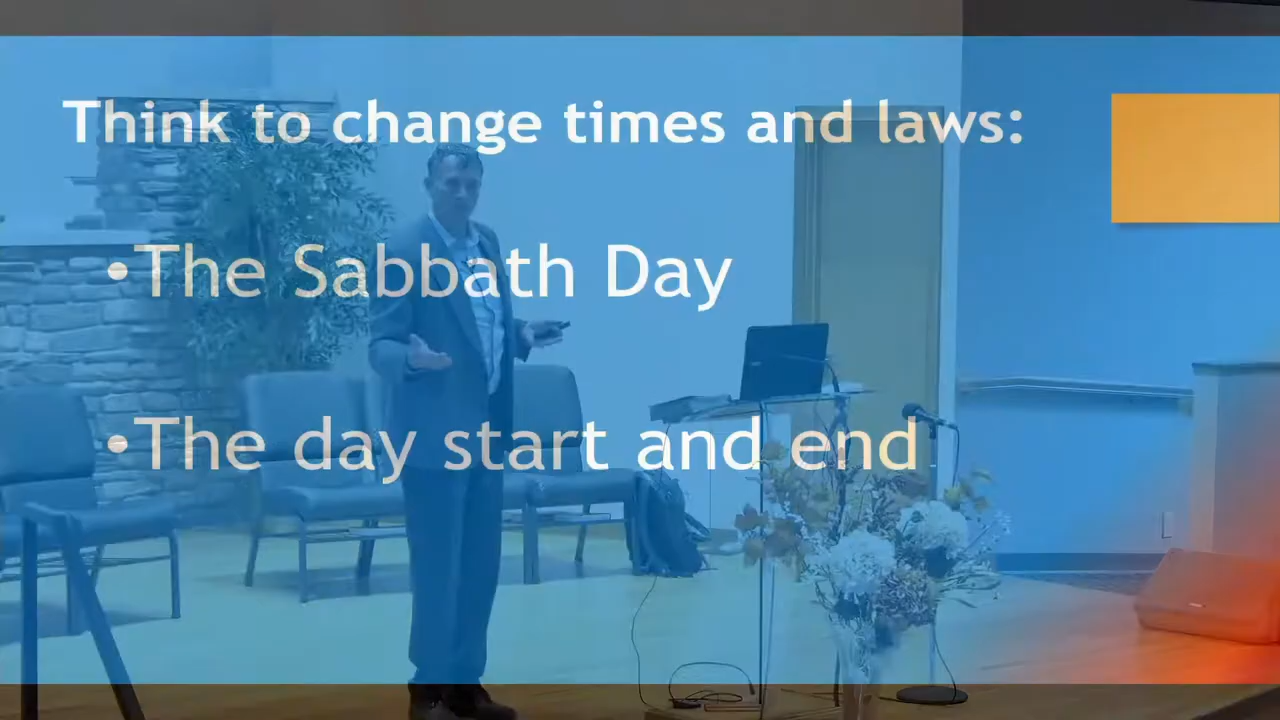 Think to change times and laws:
•The Sabbath Day
•The day start and end